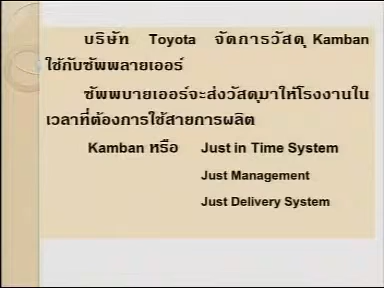 บริษัท Toyota จัดการวัสดุ Kamban
ใช้กับซัพพลายเออร์
ซัพพบายเออร์จะส่งวัสดุมาให้โรงงานใน
เวลาที่ต้องการใช้สายการผลิต
Kamban หรือ Just in Time System
Just Management
Just Delivery System